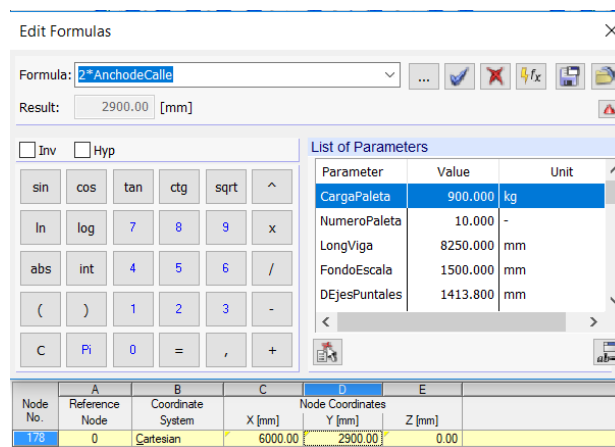 Edit Formulas
Formula: 2*AnchodeCalle ...
Result: 2900.00 [mm]
Inv Hyp
List of Parameters
Parameter Value Unit
CargaPaleta 900.000 kg
NumeroPaleta 10.000 -
LongViga 8250.000 mm
FondoEscala 1500.000 mm
DEjesPuntales 1413.800 mm
sin cos tan ctg sqrt ^
ln log 7 8 9 x
abs int 4 5 6 /
( ) 1 2 3 -
C Pi 0 = , +
A B C D E
Node Reference Coordinate Node Coordinates
No. Node System X [mm] Y [mm] Z [mm]
178 0 Cartesian 6000.00 2900.00 0.00